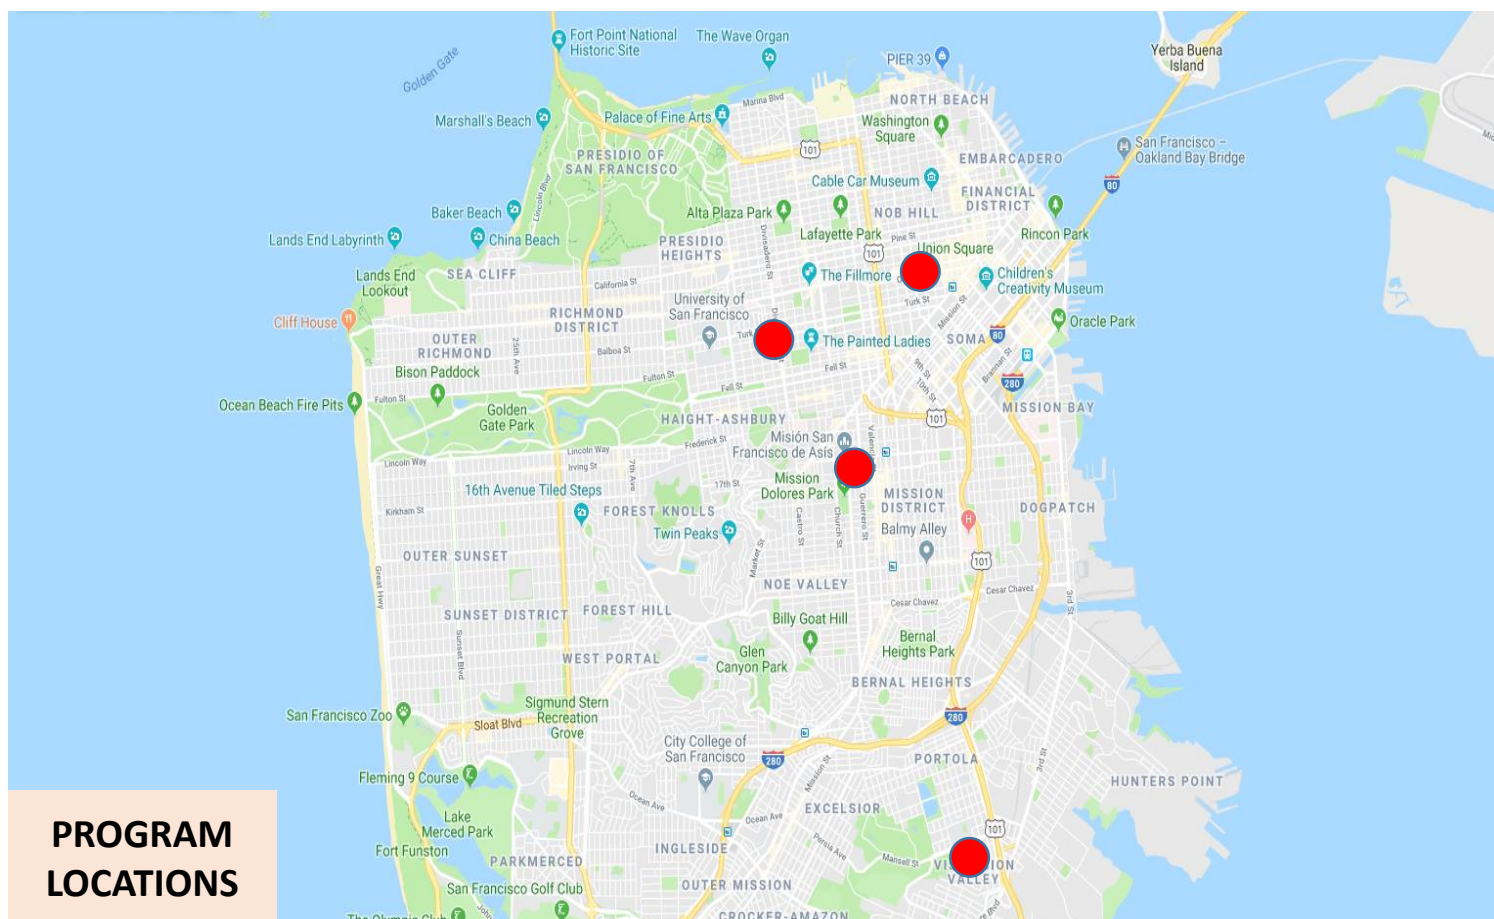 Fort Point National
Historic Site
The Wave Organ
PIER 39
Yerba Buena
Island
Golden Gate
Marina Blvd
NORTH BEACH
Marshall's Beach
Palace of Fine Arts
Washington
Square
101
San Francisco –
Oakland Bay Bridge
PRESIDIO OF
SAN FRANCISCO
EMBARCADERO
Cable Car Museum
80
FINANCIAL
DISTRICT
Lincoln Blvd
Baker Beach
Alta Plaza Park
NOB HILL
Lafayette Park
Rincon Park
Lands End Labyrinth
China Beach
PRESIDIO
HEIGHTS
Divisadero St
Pine St
101
Union Square
Lands End
Lookout
SEA CLIFF
California St
The Fillmore
Children's
Creativity Museum
University of
San Francisco
Turk St
Mission St
Cliff House
RICHMOND
DISTRICT
Oracle Park
OUTER
RICHMOND
25th Ave
Balboa St
Turk
The Painted Ladies
SOMA
80
Brannan St
Bison Paddock
Fulton St
Fell St
Fell St
9th St
10th St
280
Ocean Beach Fire Pits
Fulton St
Golden
Gate Park
HAIGHT-ASHBURY
101
MISSION BAY
Misión San
Francisco de Asís
Valenc
Frederick St
Lincoln Way
Lincoln Way
Irving St
7th Ave
17th St
Mission
Dolores Park
16th Avenue Tiled Steps
MISSION
DISTRICT
Kirkham St
FOREST KNOLLS
Castro St
Church St
Guerrero St
DOGPATCH
Twin Peaks
Balmy Alley
OUTER SUNSET
Market St
101
Great Hwy
NOE VALLEY
Cesar Chavez
Cesar Chavez
3rd St
SUNSET DISTRICT
FOREST HILL
Billy Goat Hill
Sunset Blvd
Bernal
Heights Park
Glen
Canyon Park
WEST PORTAL
BERNAL HEIGHTS
San Francisco Zoo
Sigmund Stern
Recreation
Grove
Sloat Blvd
280
City College of
San Francisco
280
Mission St
PORTOLA
3rd St
Fleming 9 Course
HUNTERS POINT
Ocean Ave
EXCELSIOR
Lake
Merced Park
Ocean Ave
101
PROGRAM
LOCATIONS
Fort Funston
PARKMERCED
INGLESIDE
Persia Ave
Mansell St
VALLEY
San Francisco Golf Club
OUTER MISSION
The Olympic Club
CROCKER-AMAZON